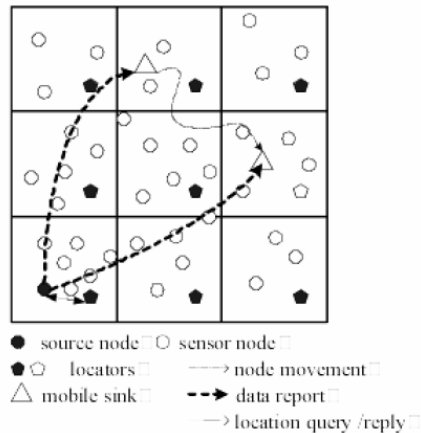 source node sensor node
locators node movement
mobile sink data report
location query /reply